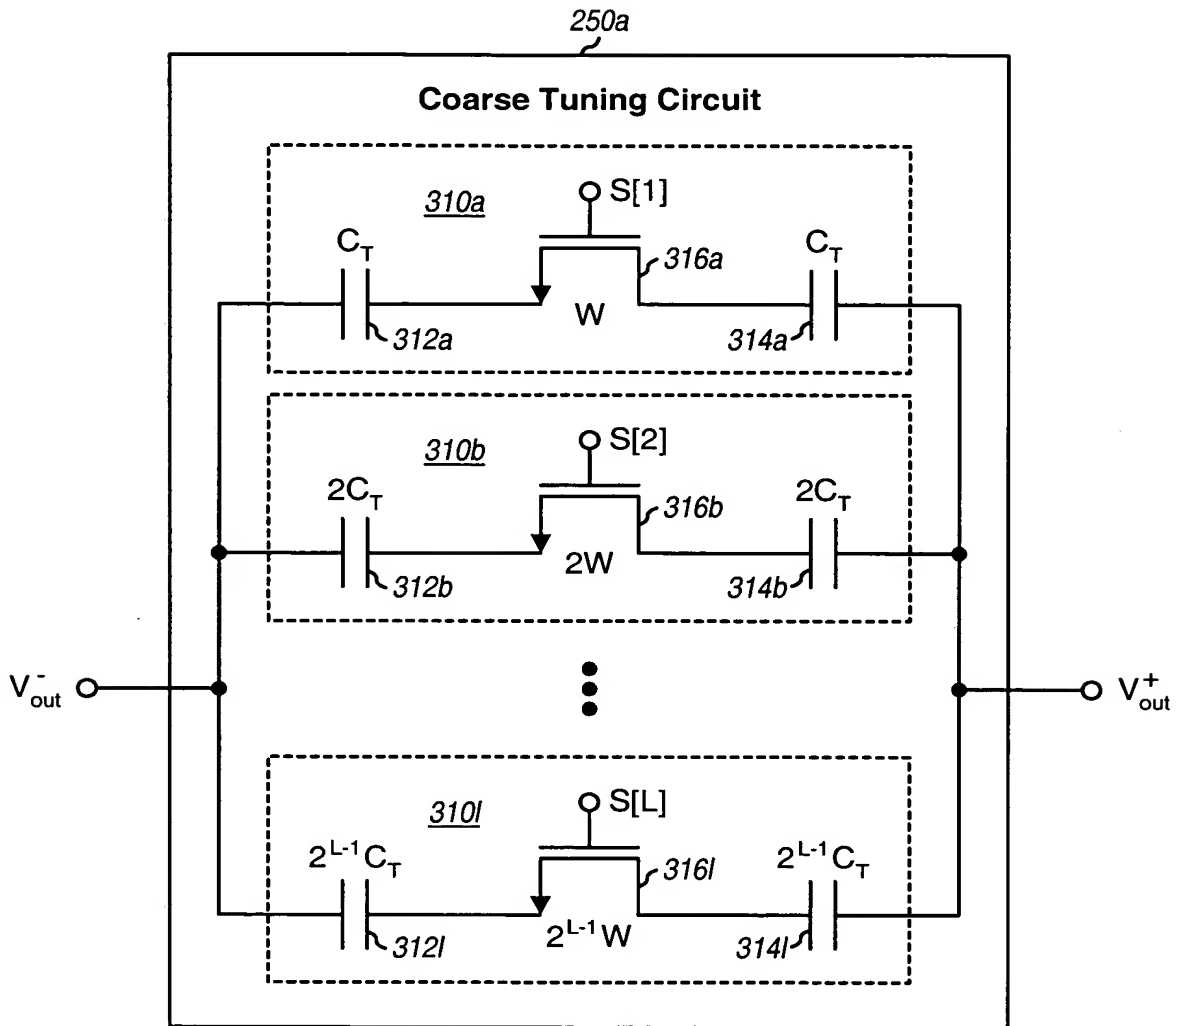 250a
Coarse Tuning Circuit
S[1]
310a
C_T
C_T
316a
W
312a
314a
S[2]
310b
2C_T
2C_T
316b
2W
312b
314b
V_out^-
V_out^+
S[L]
310l
2^{L-1}C_T
2^{L-1}C_T
316l
2^{L-1}W
312l
314l